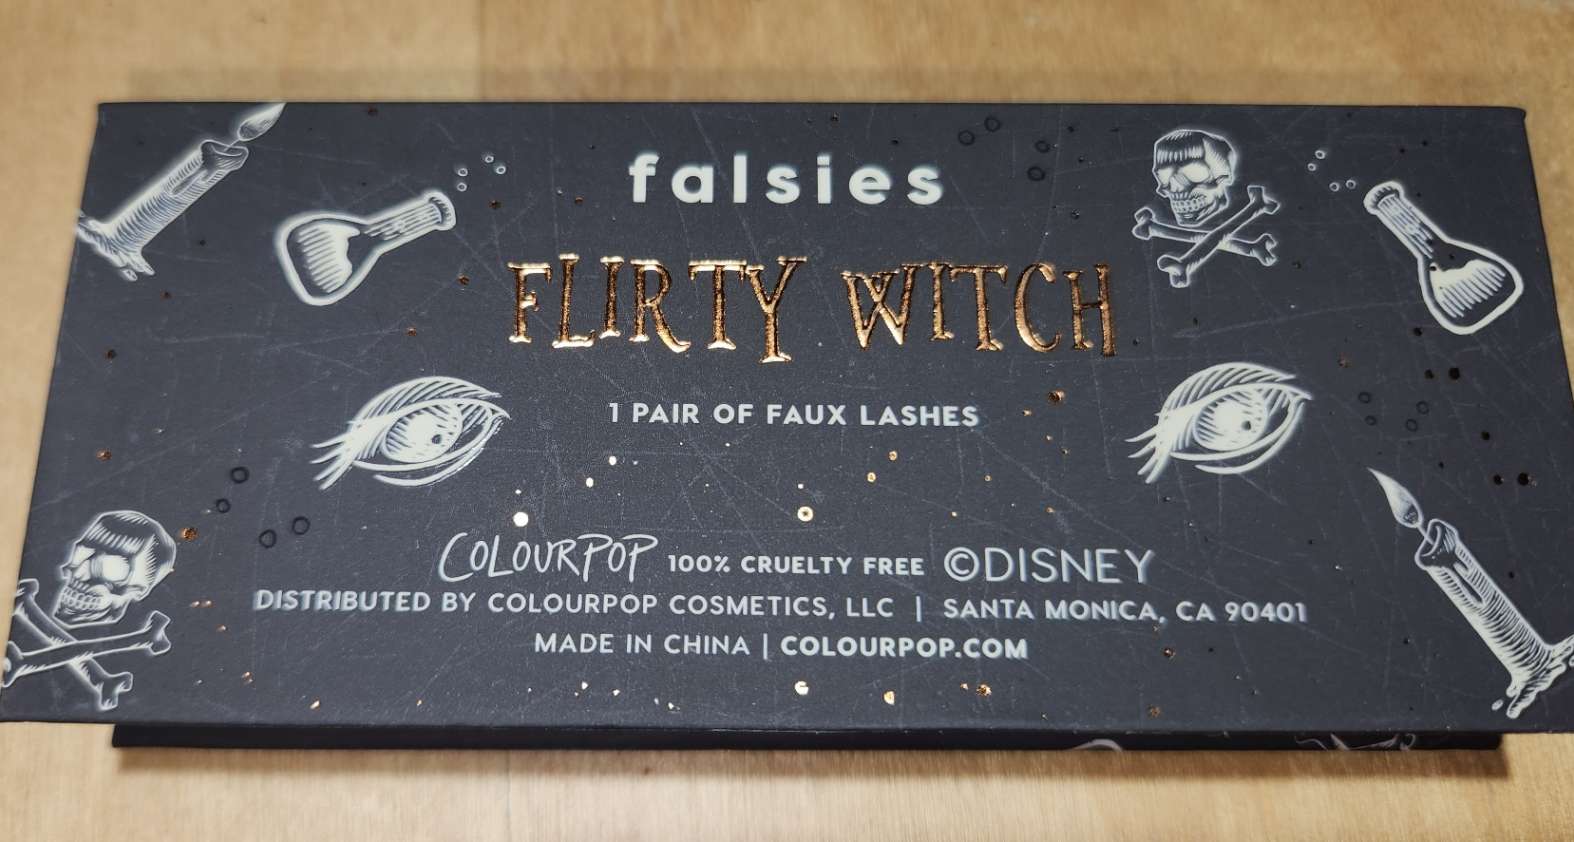 falsies
FLIRTY WITCH
1 PAIR OF FAUX LASHES
COLOURPOP 100% CRUELTY FREE ©DISNEY
DISTRIBUTED BY COLOURPOP COSMETICS, LLC | SANTA MONICA, CA 90401
MADE IN CHINA | COLOURPOP.COM